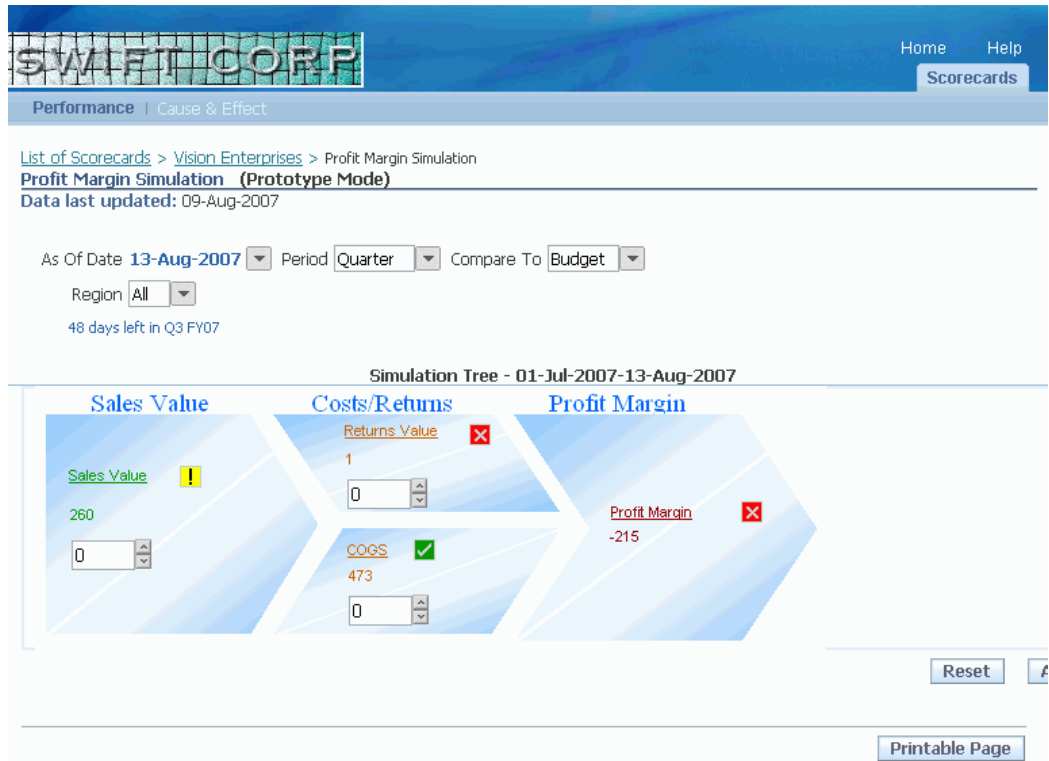 SWIFT CORP
Home Help
Scorecards
Performance | Cause & Effect
List of Scorecards > Vision Enterprises > Profit Margin Simulation
Profit Margin Simulation (Prototype Mode)
Data last updated: 09-Aug-2007
As Of Date 13-Aug-2007 Period Quarter Compare To Budget
Region All
48 days left in Q3 FY07
Simulation Tree - 01-Jul-2007-13-Aug-2007
Sales Value Costs/Returns Profit Margin
Returns Value
1
0
Sales Value !
260
0
COGS
473
0
Profit Margin
-215
Reset
Printable Page